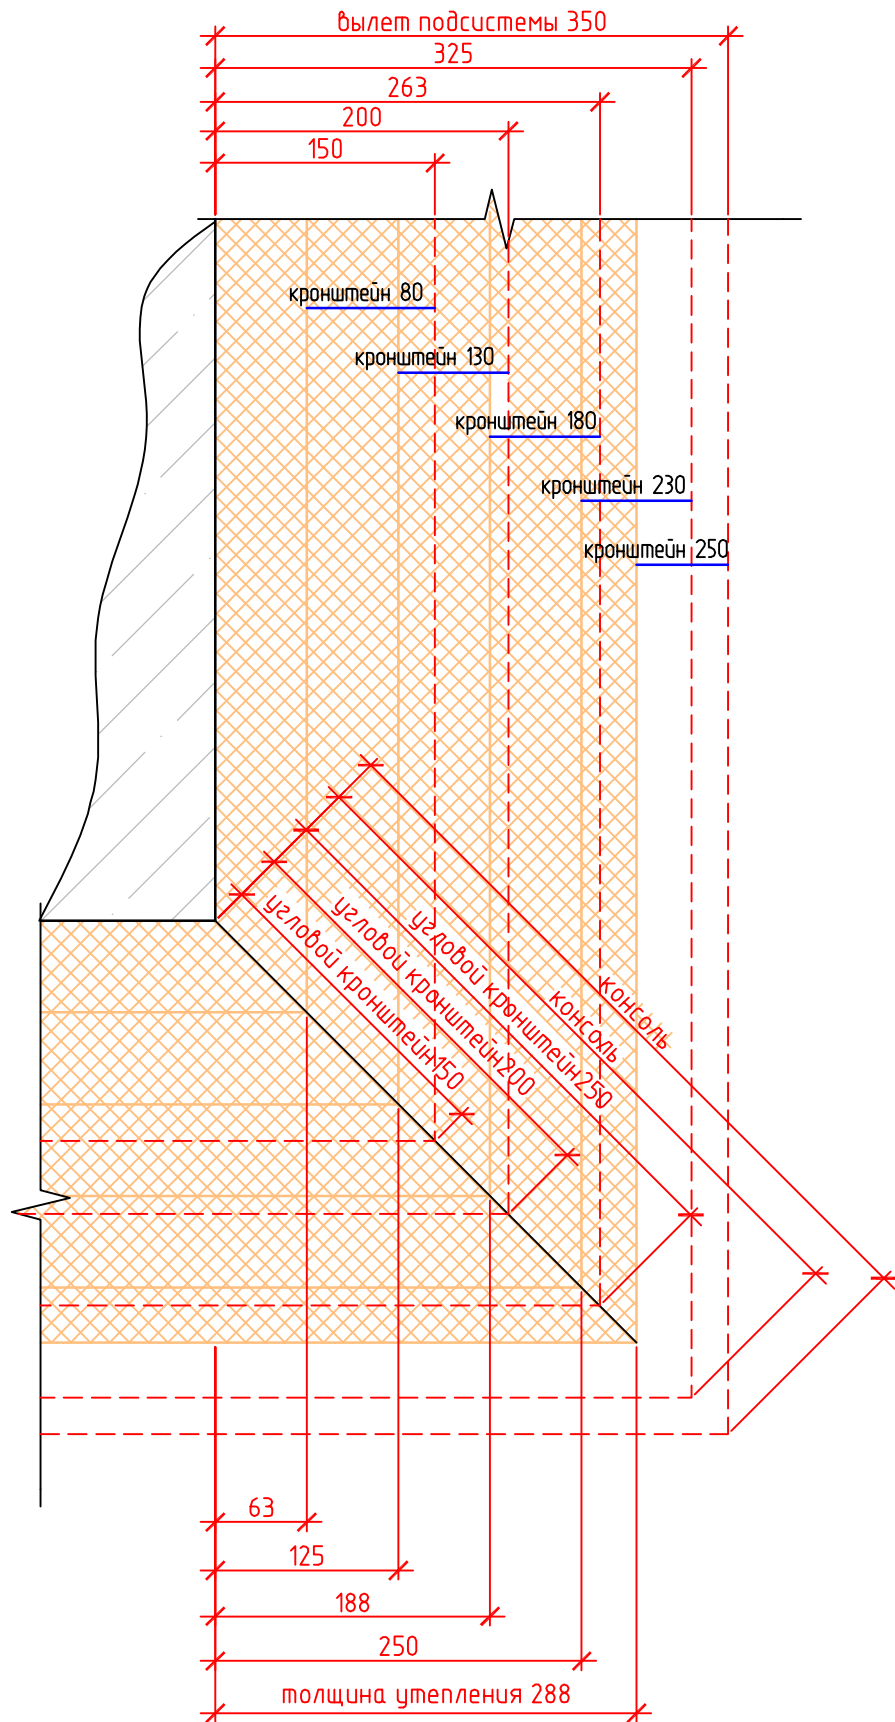 вылет подсистемы 350
325
263
200
150
кронштейн 80
кронштейн 130
кронштейн 180
кронштейн 230
кронштейн 250
угловой кронштейн150
угловой кронштейн200
угловой кронштейн250
консоль
консоль
63
125
188
250
толщина утепления 288